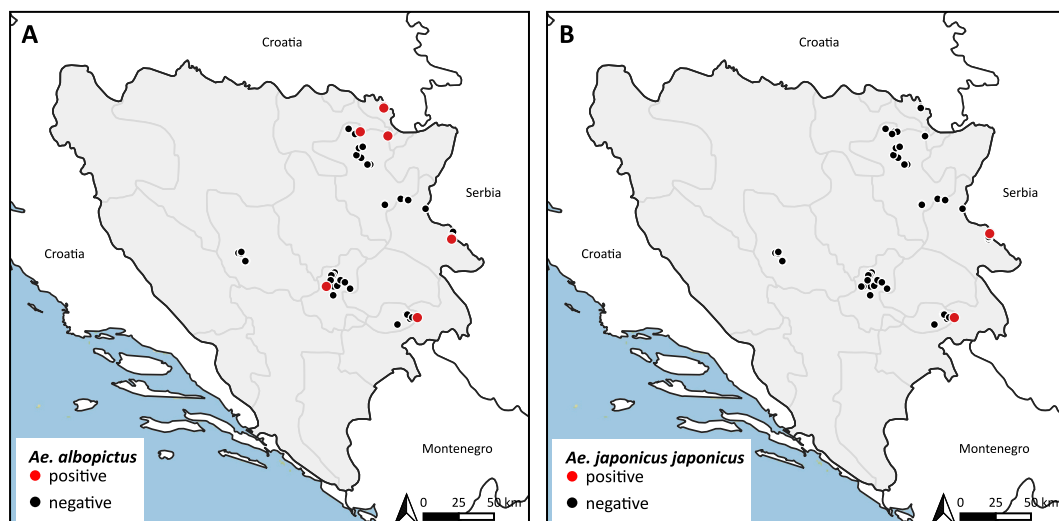 A
Croatia
Serbia
Croatia
Montenegro
Ae. albopictus
positive
negative
0 25 50 km
B
Croatia
Serbia
Croatia
Montenegro
Ae. japonicus japonicus
positive
negative
0 25 50 km